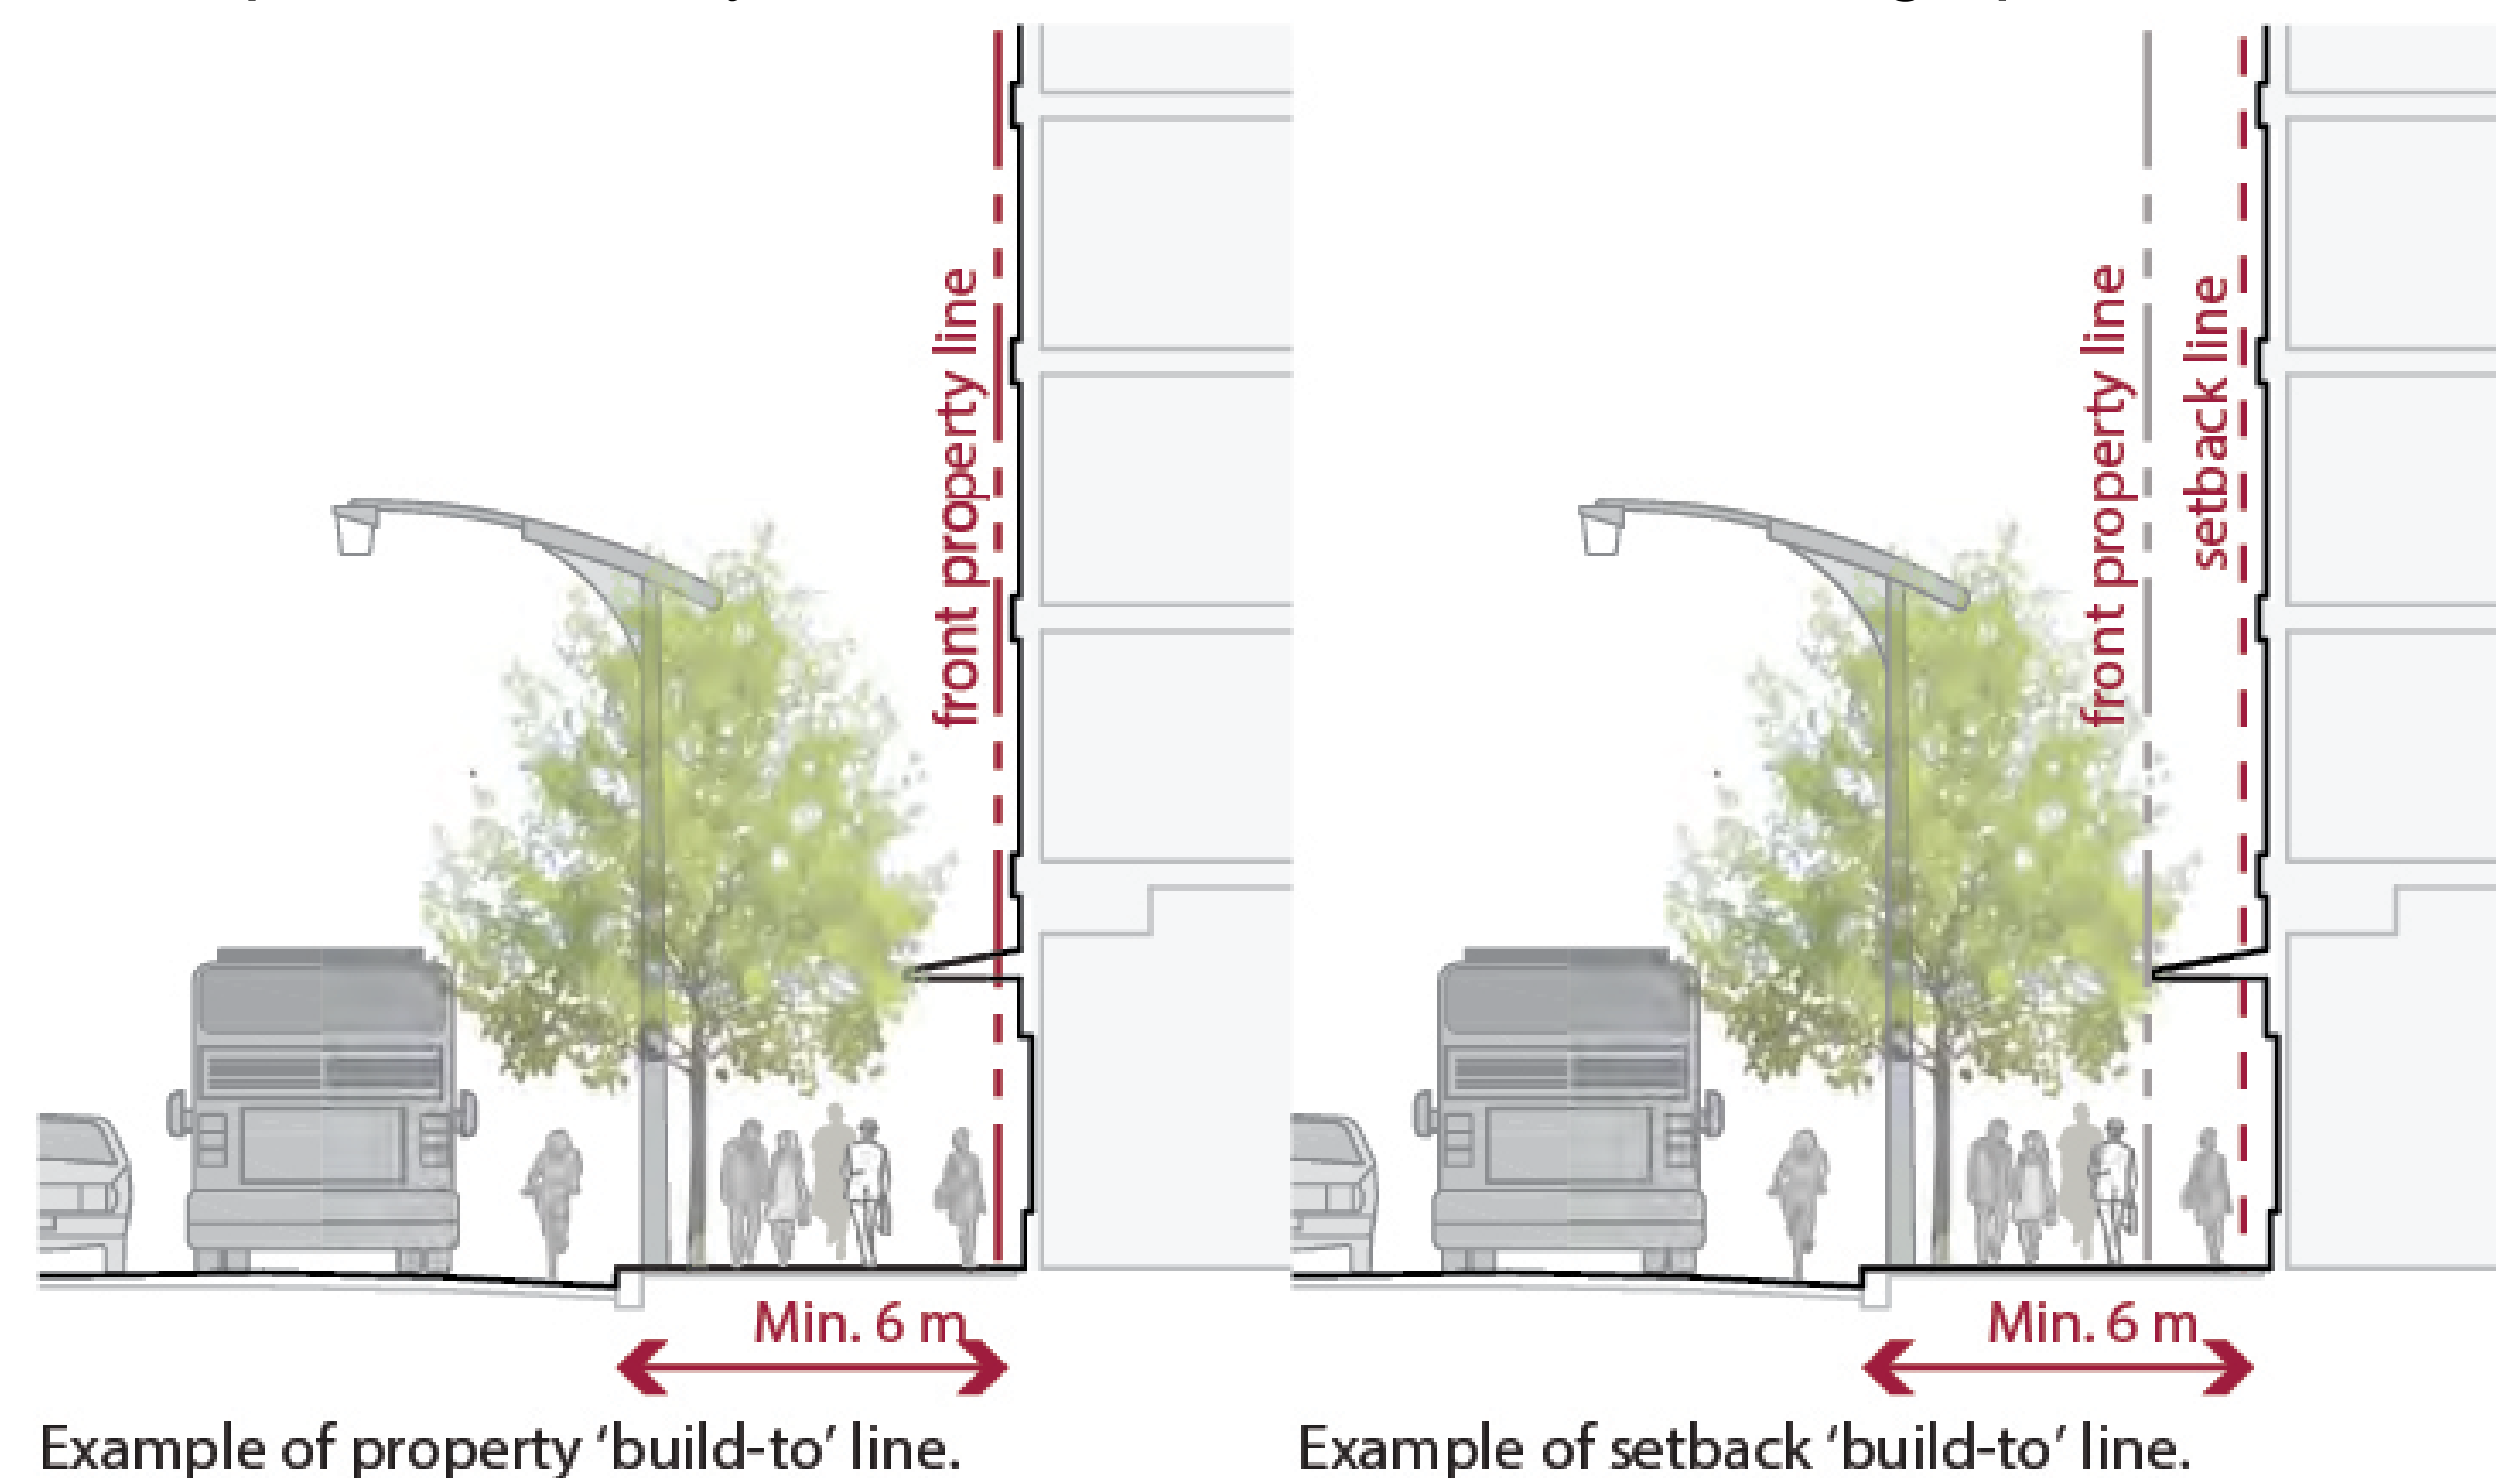 front property line
Min. 6 m
Example of property ‘build-to’ line.
front property line
setback line
Min. 6 m
Example of setback ‘build-to’ line.